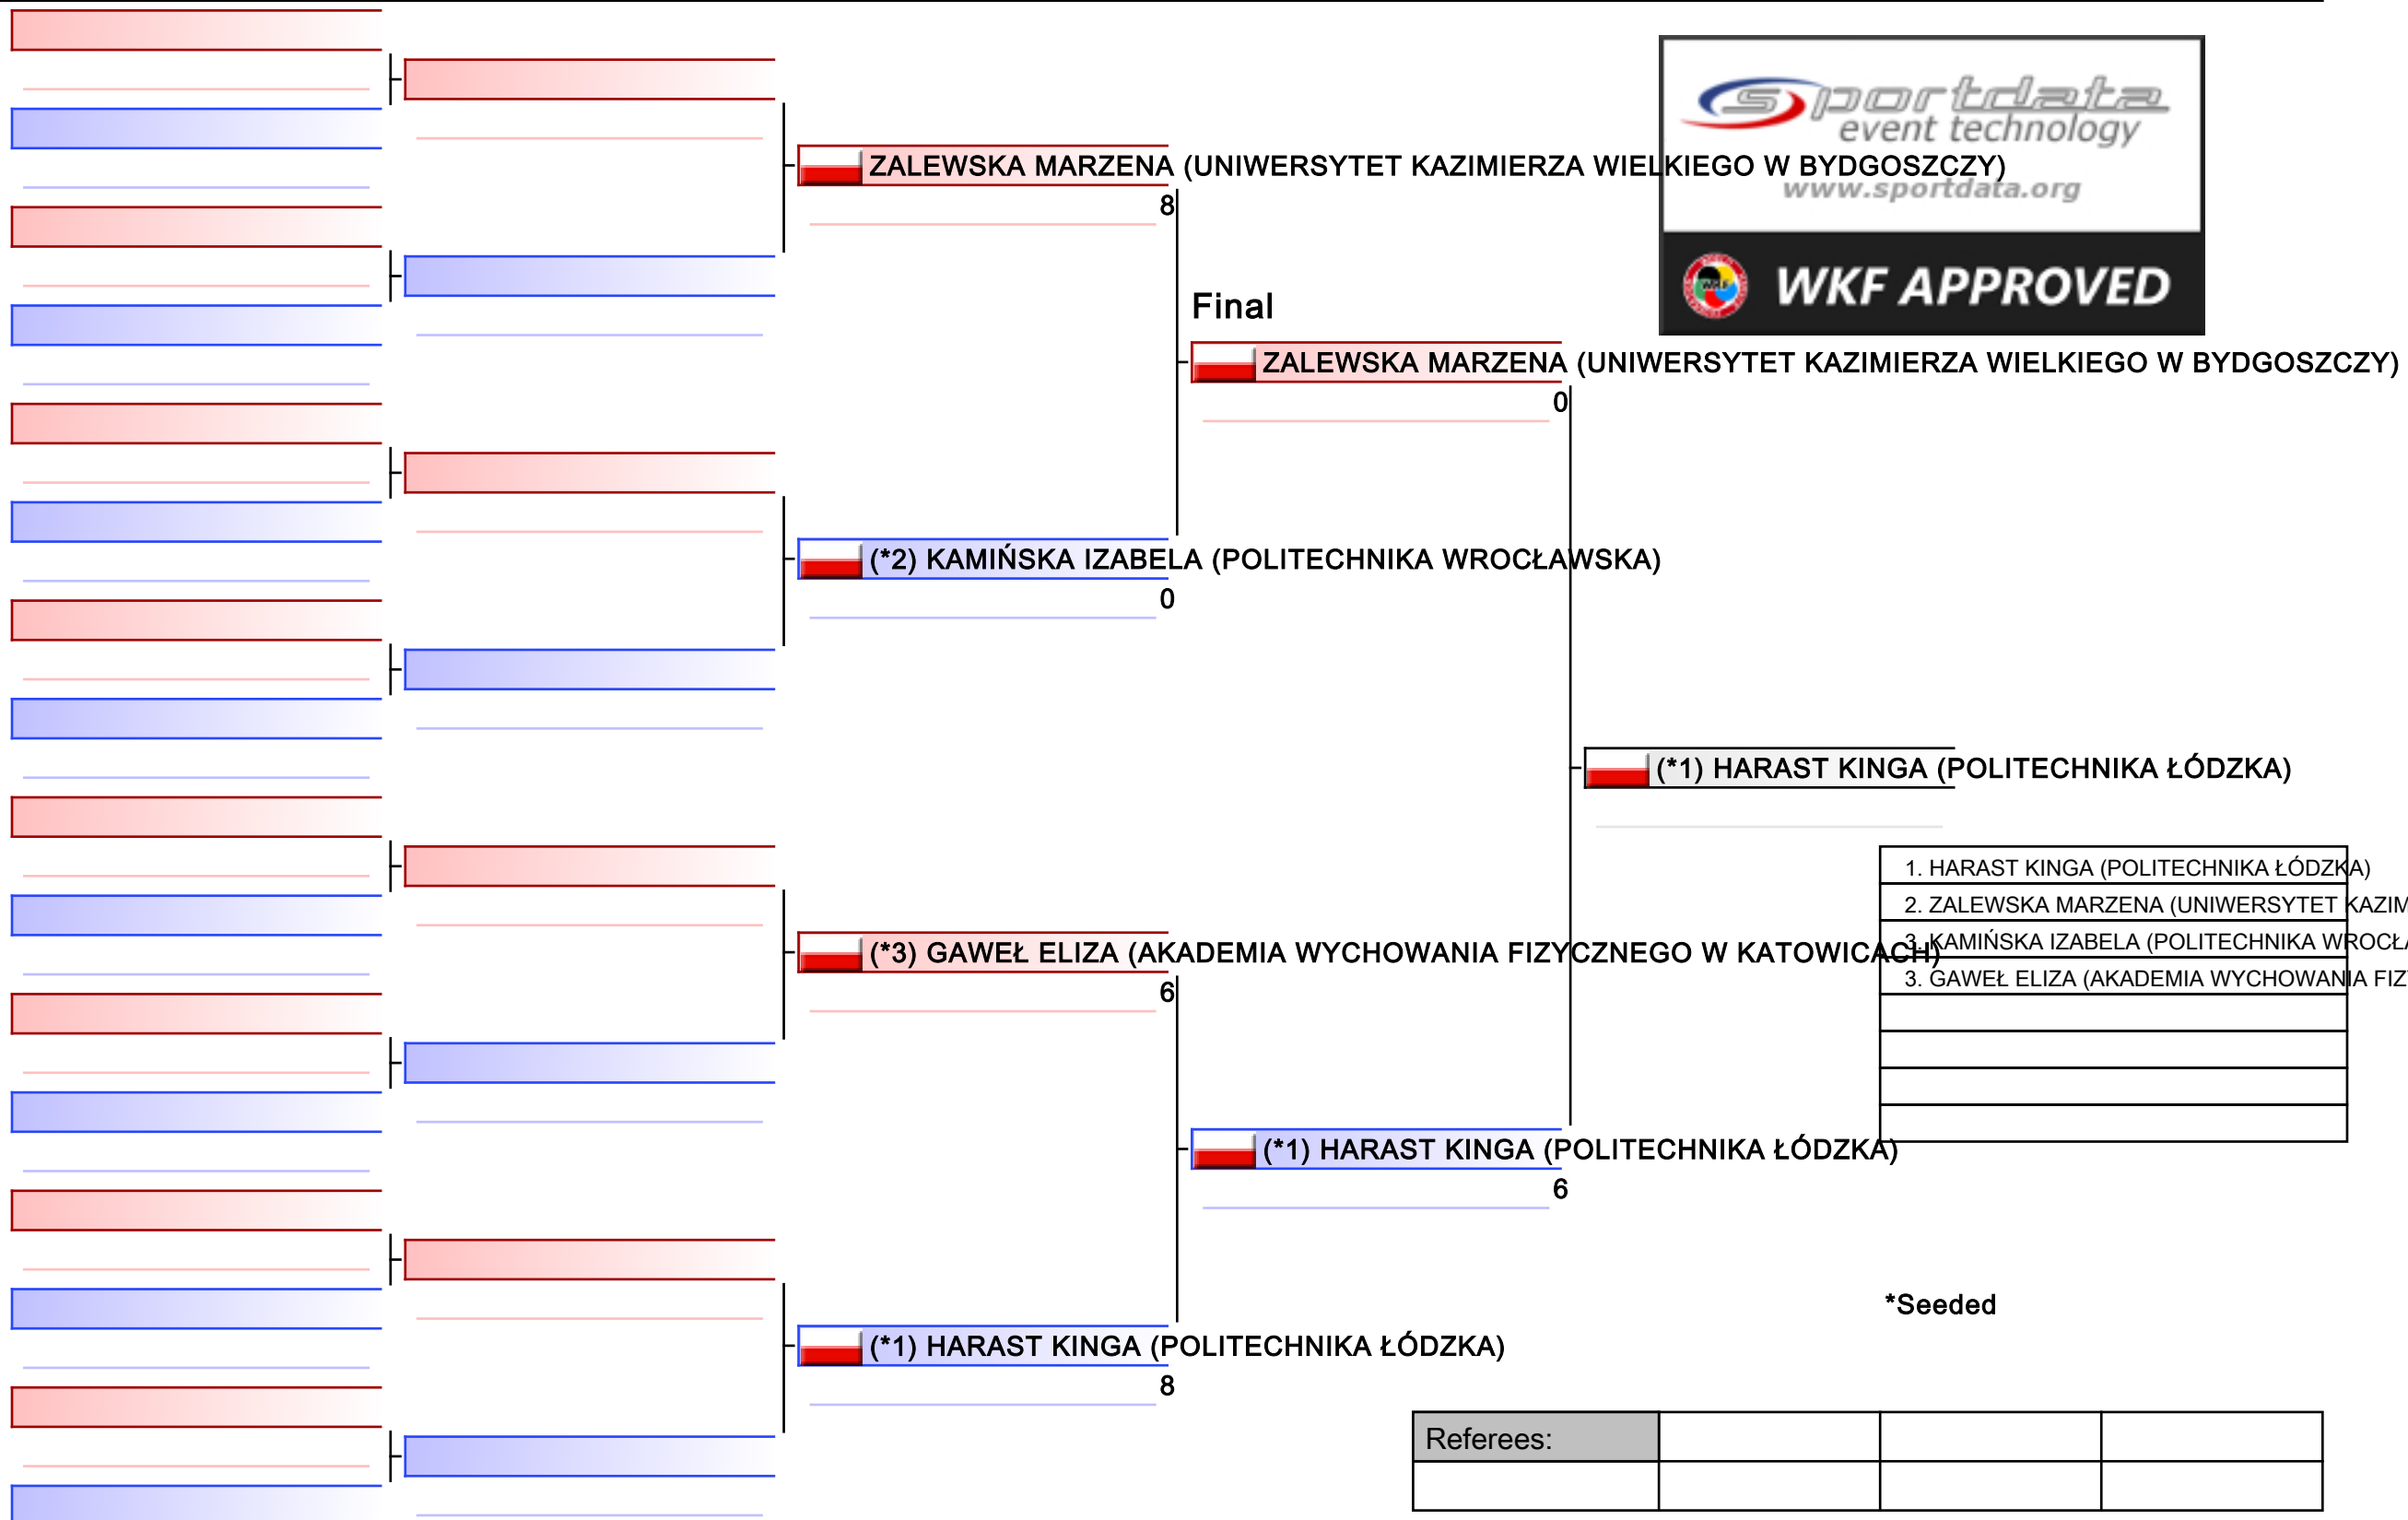 sportdata
event technology
ZALEWSKA MARZENA (UNIWERSYTET KAZIMIERZA WIELKIEGO W BYDGOSZCZY)
www.sportdata.org
8
WKF APPROVED
Final
ZALEWSKA MARZENA (UNIWERSYTET KAZIMIERZA WIELKIEGO W BYDGOSZCZY)
0
(*2) KAMIŃSKA IZABELA (POLITECHNIKA WROCŁAWSKA)
0
(*1) HARAST KINGA (POLITECHNIKA ŁÓDZKA)
1. HARAST KINGA (POLITECHNIKA ŁÓDZKA)
2. ZALEWSKA MARZENA (UNIWERSYTET KAZIM
3. KAMIŃSKA IZABELA (POLITECHNIKA WROCŁA
(*3) GAWEŁ ELIZA (AKADEMIA WYCHOWANIA FIZYCZNEGO W KATOWICACH)
3. GAWEŁ ELIZA (AKADEMIA WYCHOWANIA FIZ
6
(*1) HARAST KINGA (POLITECHNIKA ŁÓDZKA)
6
*Seeded
(*1) HARAST KINGA (POLITECHNIKA ŁÓDZKA)
8
Referees: